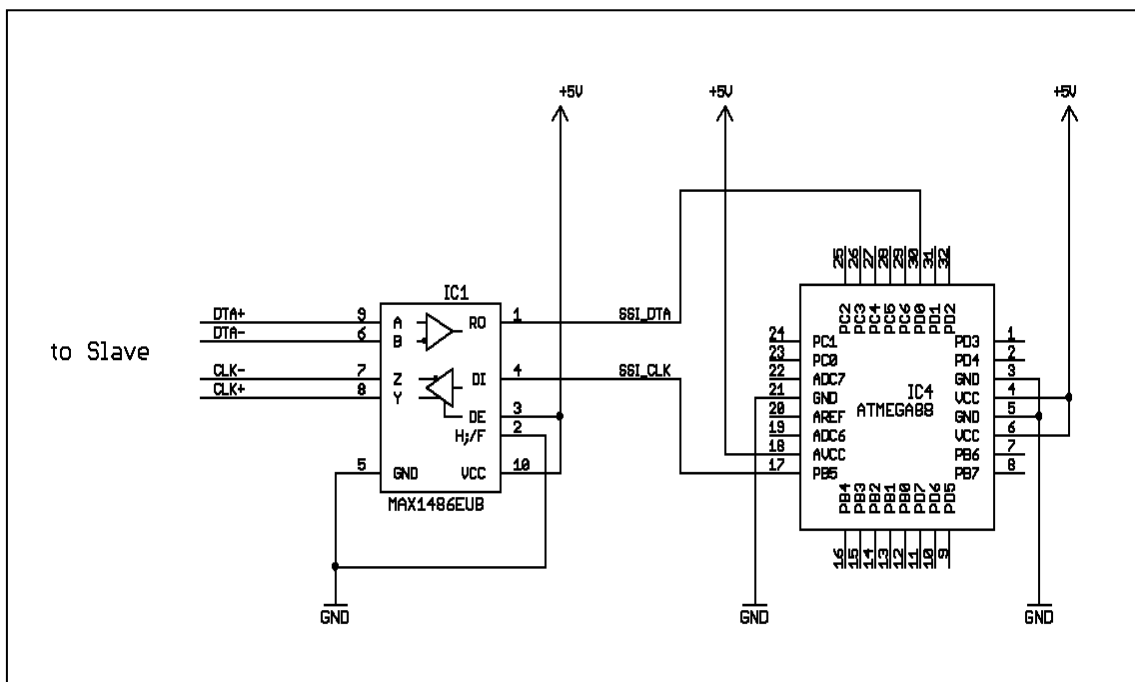 +5V +5V +5V
25 26 27 28 29 30 31 32
IC1
PC2 PC3 PC4 PC5 PC6 PD0 PD1 PD2
DTA+ 9 A RO 1 SSI_DTA
DTA- 6 B
24 PC1 PD3 1
to Slave
23 PC0 PD4 2
CLK- 7 Z DI 4 SSI_CLK
22 ADC7 GND 3
CLK+ 8 Y
21 GND IC4 VCC 4
DE 3
20 AREF ATMEGA88 GND 5
H;/F 2
19 ADC6 VCC 6
18 AVCC PB6 7
5 GND VCC 10
17 PB5 PB7 8
MAX1486EUB
PB4 PB3 PB2 PB1 PB0 PD7 PD6 PD5
16 15 14 13 12 11 10 9
GND GND GND